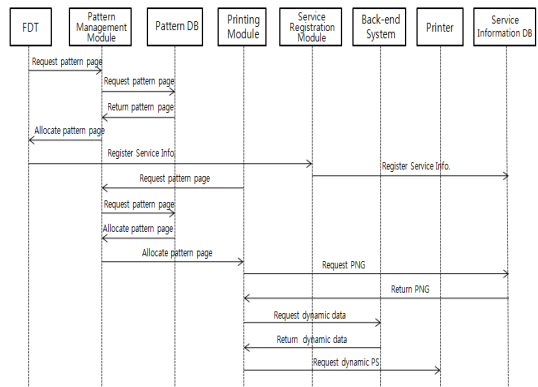 FDT
Pattern
Management
Module
Pattern DB
Printing
Module
Service
Registration
Module
Back-end
System
Printer
Service
Information DB
Request pattern page
Request pattern page
Return pattern page
Allocate pattern page
Register Service Info.
Register Service Info.
Request pattern page
Request pattern page
Allocate pattern page
Allocate pattern page
Request PNG
Return PNG
Request dynamic data
Return dynamic data
Request dynamic PS